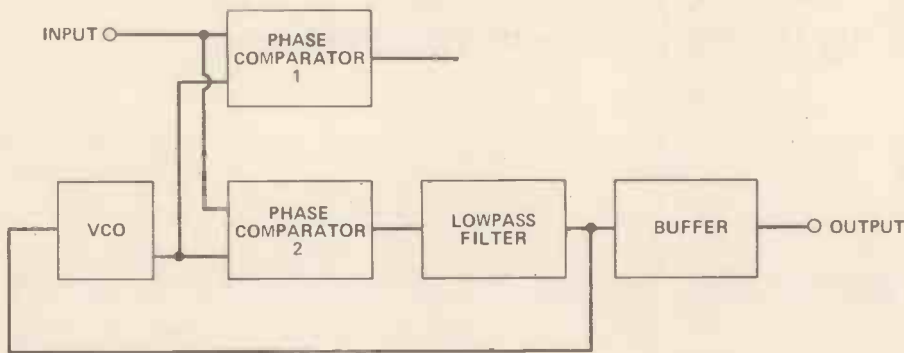 INPUT
PHASE
COMPARATOR
1
VCO
PHASE
COMPARATOR
2
LOWPASS
FILTER
BUFFER
OUTPUT